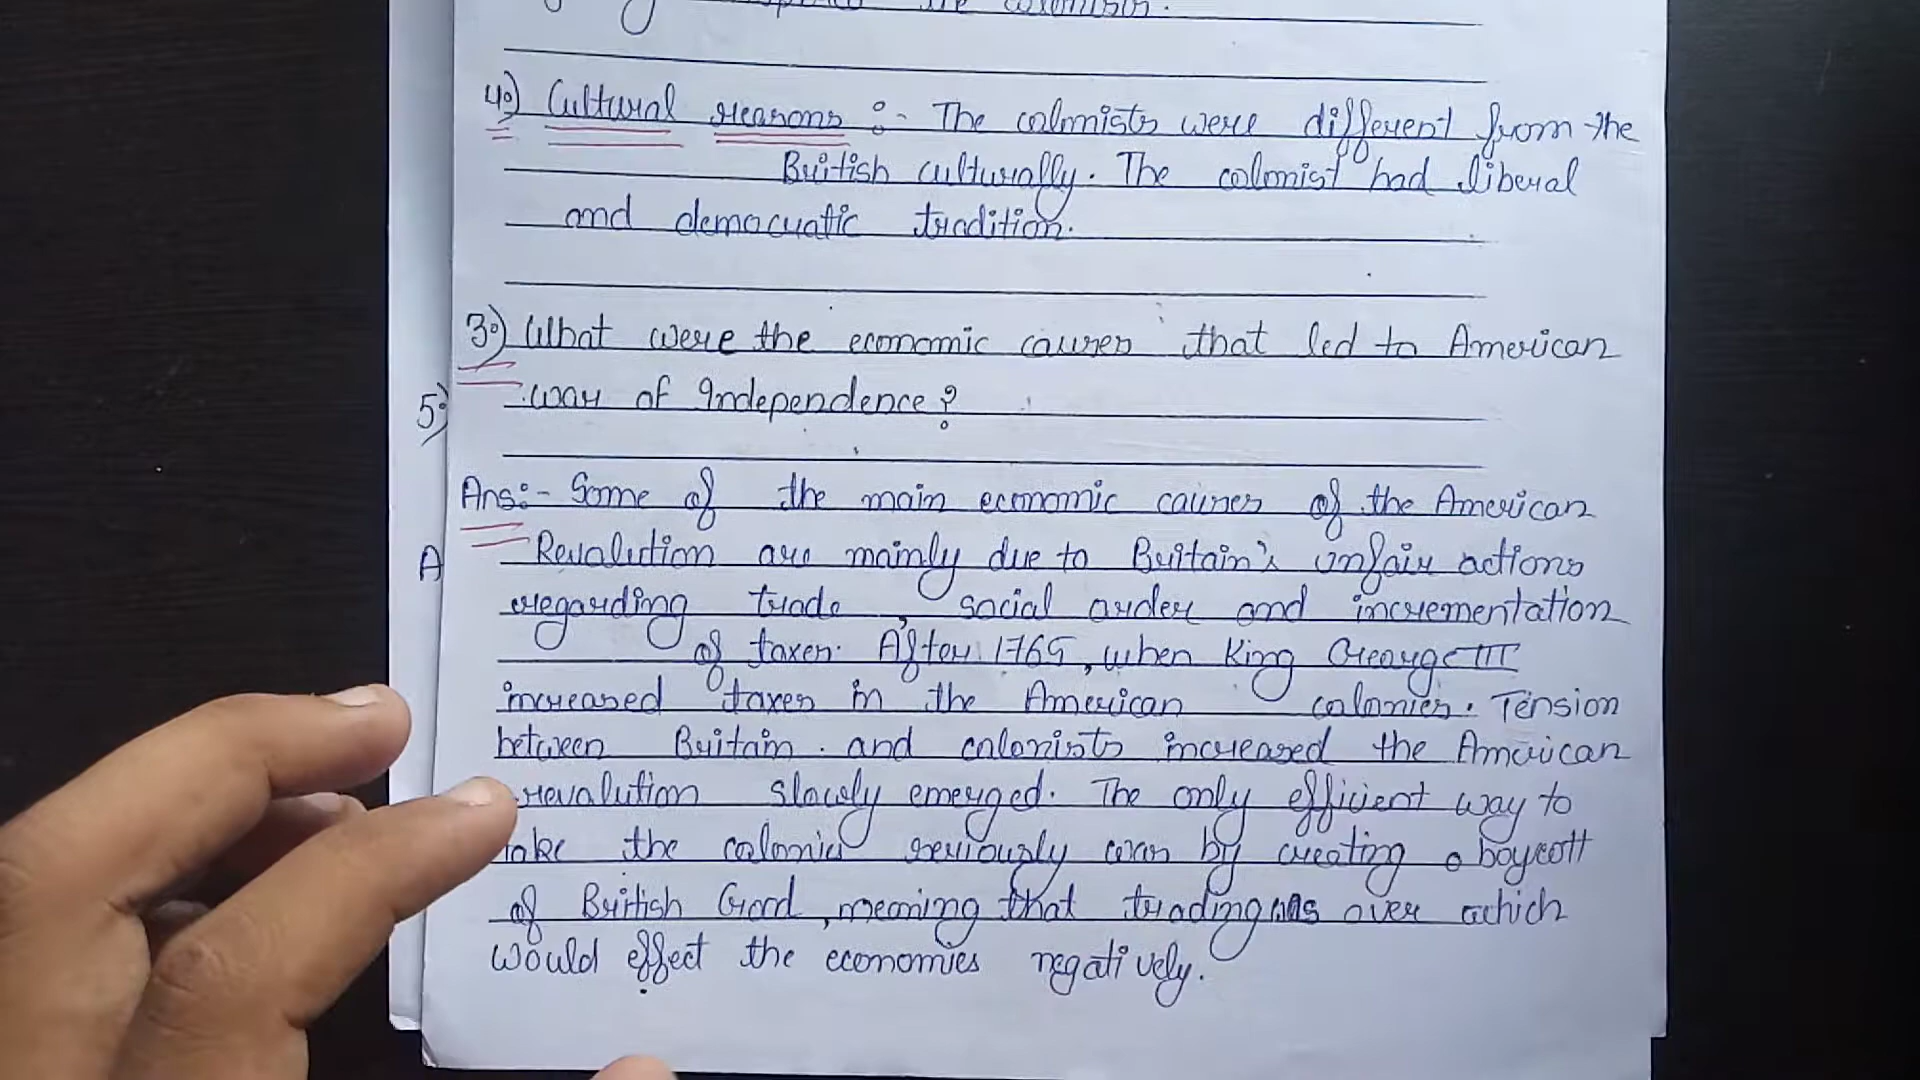 4) Cultural reasons :- The colonists were different from the
British culturally. The colonist had liberal
and democratic tradition.
3) What were the economic causes that led to American
war of Independence ?
5)
Ans:- Some of the main economic causes of the American
Revolution are mainly due to Britain's unfair actions
A
regarding trade, social order and incrementation
of taxes. After 1765, when King George III
increased taxes in the American colonies. Tension
between Britain and colonists increased the American
revolution slowly emerged. The only efficient way to
take the colonies seriously was by creating a boycott
of British Good, meaning that trading was over which
would effect the economies negatively.